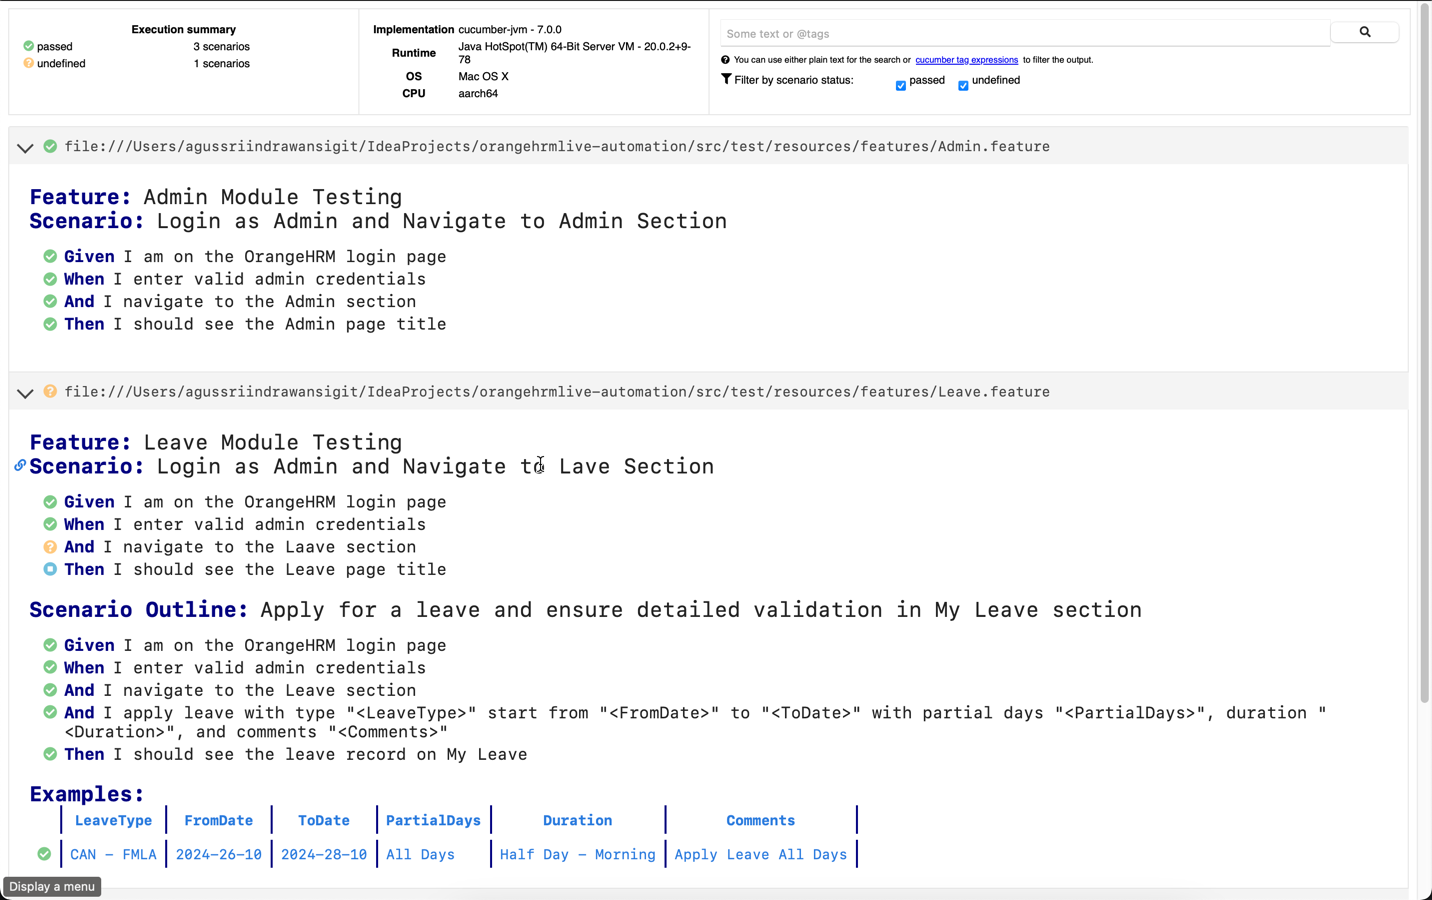 Execution summary
passed 3 scenarios
undefined 1 scenarios
Implementation cucumber-jvm - 7.0.0
Runtime Java HotSpot(TM) 64-Bit Server VM - 20.0.2+9-
78
OS Mac OS X
CPU aarch64
Some text or @tags
You can use either plain text for the search or cucumber tag expressions to filter the output.
Filter by scenario status: passed undefined
file:///Users/agussriindrawansigit/IdeaProjects/orangehrmlive-automation/src/test/resources/features/Admin.feature
Feature: Admin Module Testing
Scenario: Login as Admin and Navigate to Admin Section
Given I am on the OrangeHRM login page
When I enter valid admin credentials
And I navigate to the Admin section
Then I should see the Admin page title
file:///Users/agussriindrawansigit/IdeaProjects/orangehrmlive-automation/src/test/resources/features/Leave.feature
Feature: Leave Module Testing
Scenario: Login as Admin and Navigate to Lave Section
Given I am on the OrangeHRM login page
When I enter valid admin credentials
And I navigate to the Laave section
Then I should see the Leave page title
Scenario Outline: Apply for a leave and ensure detailed validation in My Leave section
Given I am on the OrangeHRM login page
When I enter valid admin credentials
And I navigate to the Leave section
And I apply leave with type "<LeaveType>" start from "<FromDate>" to "<ToDate>" with partial days "<PartialDays>", duration "
<Duration>", and comments "<Comments>"
Then I should see the leave record on My Leave
Examples:
LeaveType FromDate ToDate PartialDays Duration Comments
CAN - FMLA 2024-26-10 2024-28-10 All Days Half Day - Morning Apply Leave All Days
Display a menu